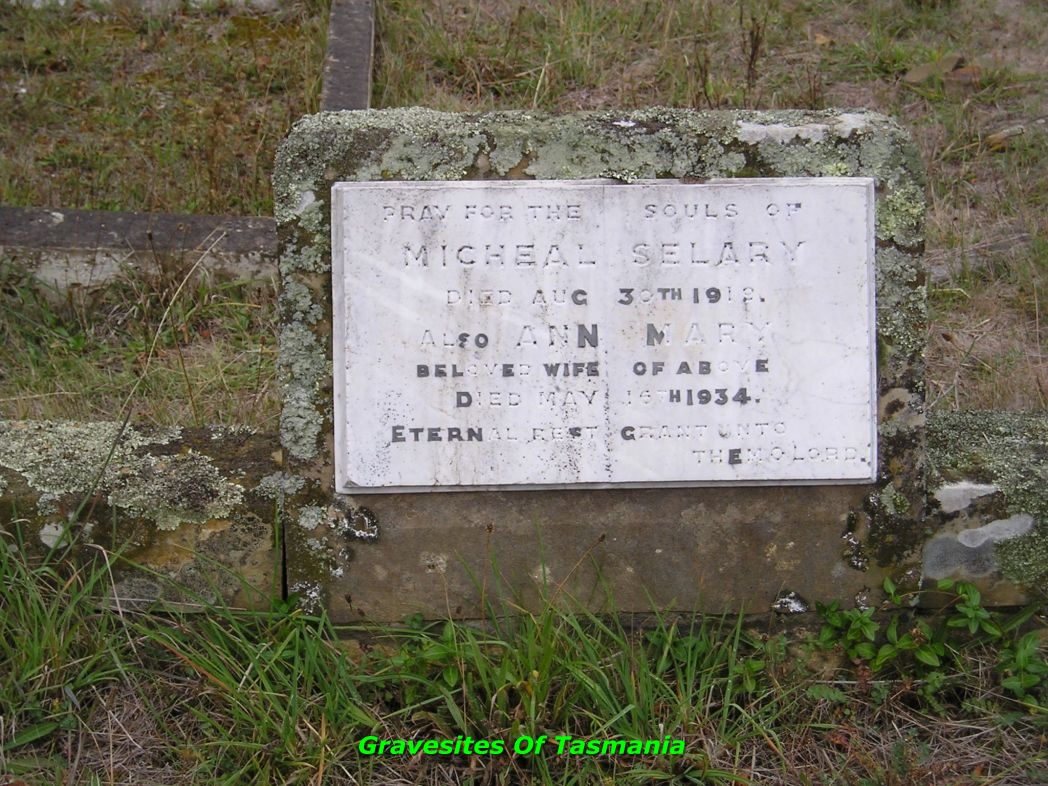 PRAY FOR THE SOULS OF
MICHEAL SELARY
DIED AUG 30TH 1918.
ALSO ANN MARY
BELOVED WIFE OF ABOVE
DIED MAY 16TH 1934.
ETERNAL REST GRANT UNTO
THEM O LORD.
Gravesites Of Tasmania